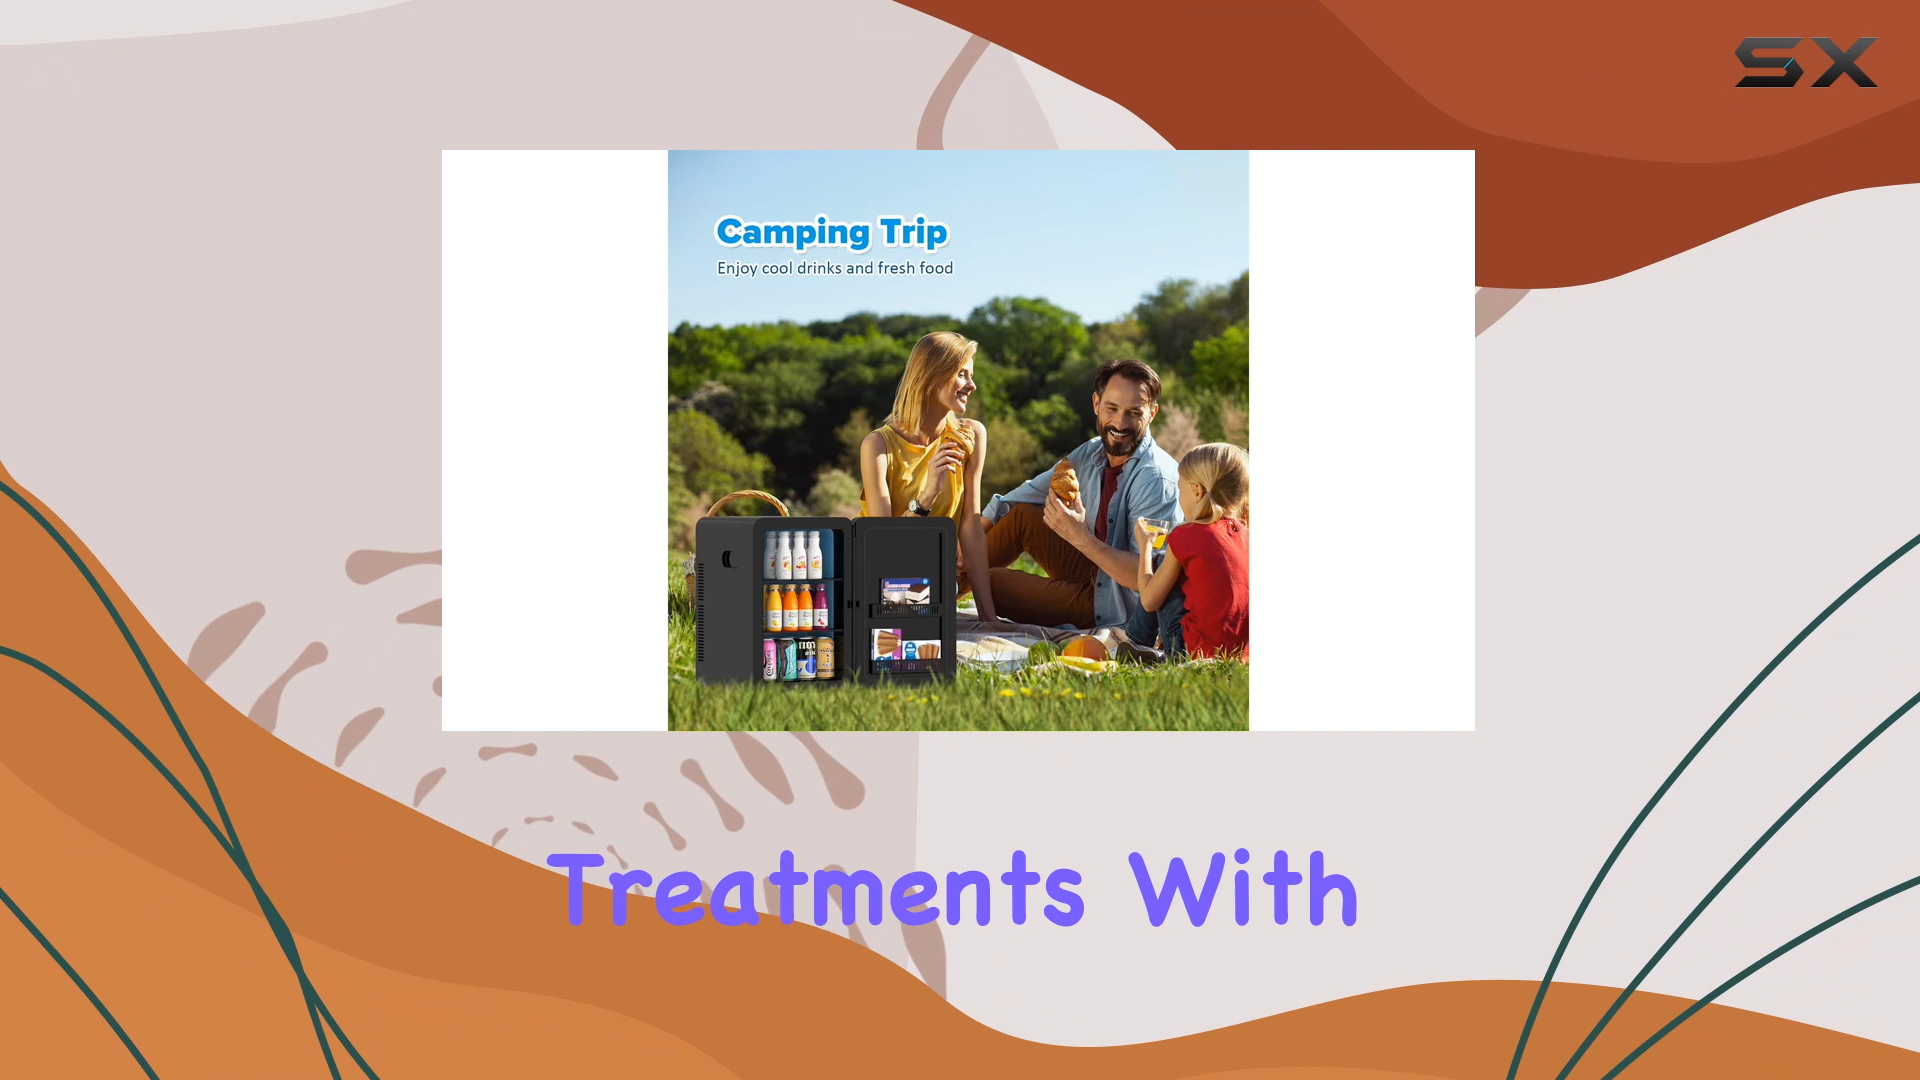 SX
Camping Trip
Enjoy cool drinks and fresh food
Treatments With